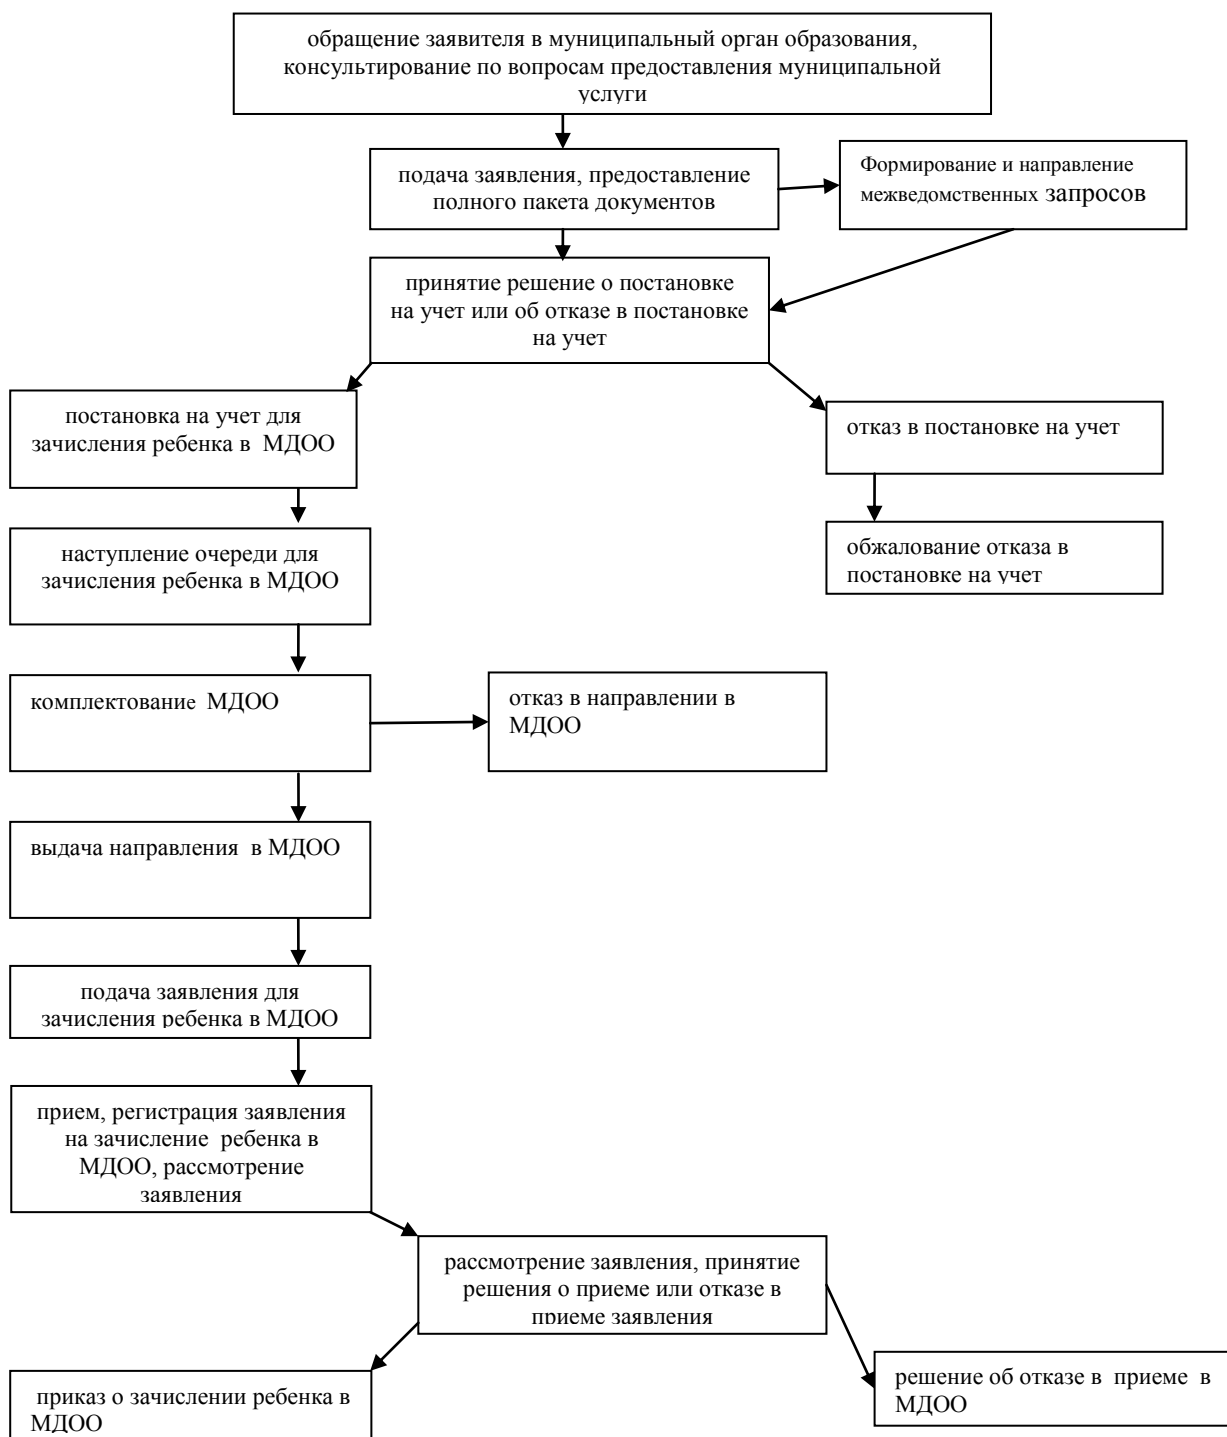 обращение заявителя в муниципальный орган образования,
консультирование по вопросам предоставления муниципальной
услуги
подача заявления, предоставление
полного пакета документов
Формирование и направление
межведомственных запросов
принятие решение о постановке
на учет или об отказе в постановке
на учет
постановка на учет для
зачисления ребенка в МДОО
отказ в постановке на учет
наступление очереди для
зачисления ребенка в МДОО
обжалование отказа в
постановке на учет
комплектование МДОО
отказ в направлении в
МДОО
выдача направления в МДОО
подача заявления для
зачисления ребенка в МДОО
прием, регистрация заявления
на зачисление ребенка в
МДОО, рассмотрение
заявления
рассмотрение заявления, принятие
решения о приеме или отказе в
приеме заявления
приказ о зачислении ребенка в
МДОО
решение об отказе в приеме в
МДОО